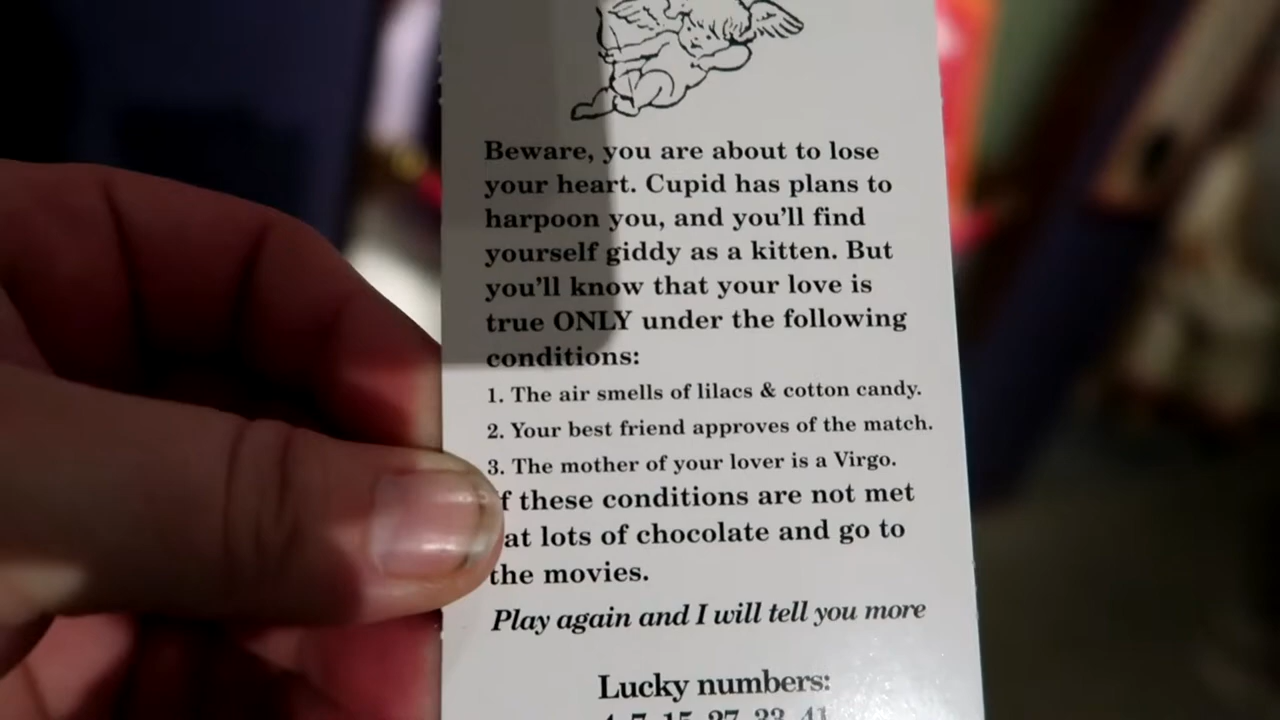 Beware, you are about to lose
your heart. Cupid has plans to
harpoon you, and you'll find
yourself giddy as a kitten. But
you'll know that your love is
true ONLY under the following
conditions:
1. The air smells of lilacs & cotton candy.
2. Your best friend approves of the match.
3. The mother of your lover is a Virgo.
f these conditions are not met
at lots of chocolate and go to
the movies.
Play again and I will tell you more
Lucky numbers: